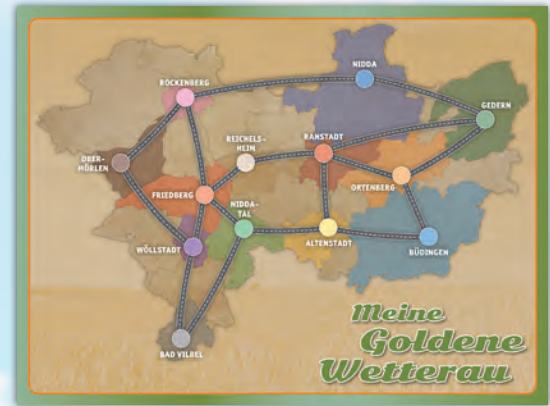 NIDDA
ROCKENBERG
GEDERN
REICHELS-
HEIM
RANSTADT
OBER-
MÖRLEN
FRIEDBERG
ORTENBERG
NIDDA-
TAL
WÖLLSTADT
ALTENSTADT
BÜDINGEN
BAD VILBEL
Meine
Goldene
Wetterau